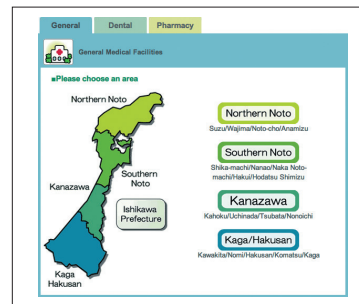 General Dental Pharmacy
General Medical Facilities
■Please choose an area
Northern Noto
Southern
Noto
Kanazawa
Ishikawa
Prefecture
Kaga
Hakusan
Northern Noto
Suzu/Wajima/Noto-cho/Anamizu
Southern Noto
Shika-machi/Nanao/Naka Noto-
machi/Hakui/Hodatsu Shimizu
Kanazawa
Kahoku/Uchinada/Tsubata/Nonoichi
Kaga/Hakusan
Kawakita/Nomi/Hakusan/Komatsu/Kaga